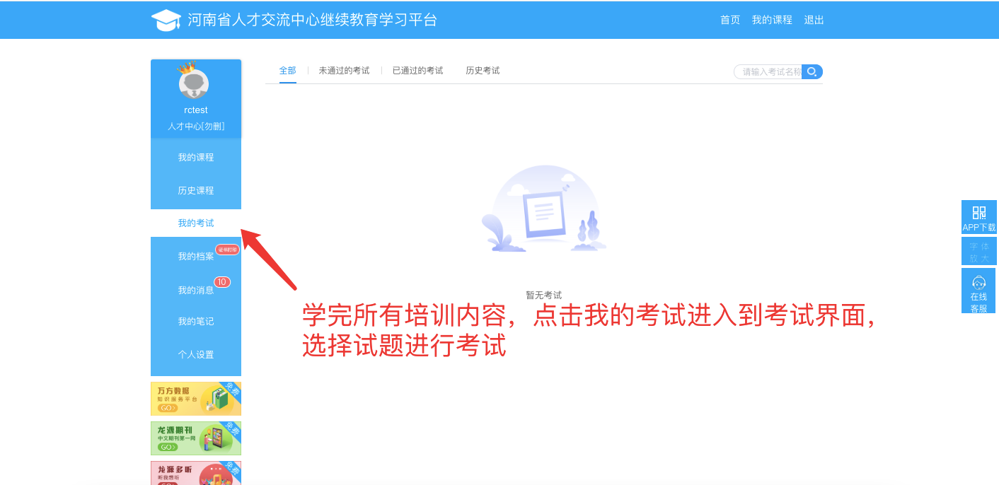 河南省人才交流中心继续教育学习平台
首页 我的课程 退出
rctest
人才中心[勿删]
全部 未通过的考试 已通过的考试 历史考试
请输入考试名称
我的课程
历史课程
我的考试
我的档案
证书打印
我的消息
10
我的笔记
个人设置
暂无考试
学完所有培训内容，点击我的考试进入到考试界面，
选择试题进行考试
APP下载
字 体
放 大
在线
客服
万方数据
知识服务平台
GO>
免费
龙源期刊
中文期刊第一网
GO>
免费
龙源多听
听我想听
免费